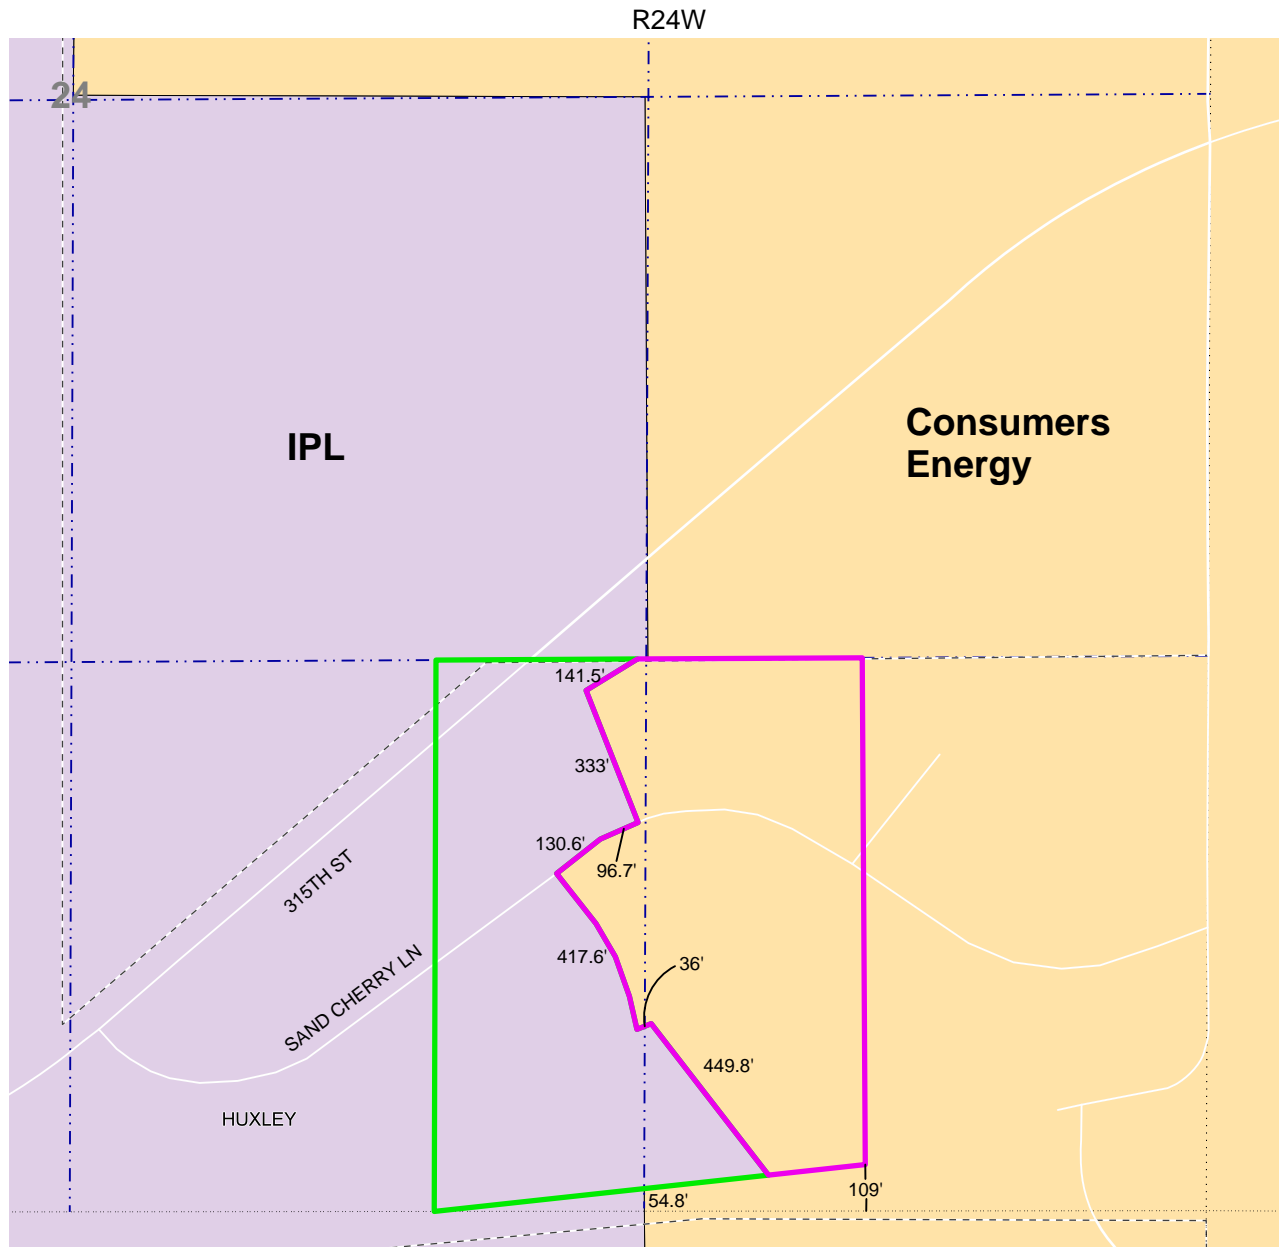 R24W
24
Consumers
Energy
IPL
141.5'
333'
130.6'
96.7'
315TH ST
SAND CHERRY LN
417.6'
36'
449.8'
HUXLEY
109'
54.8'